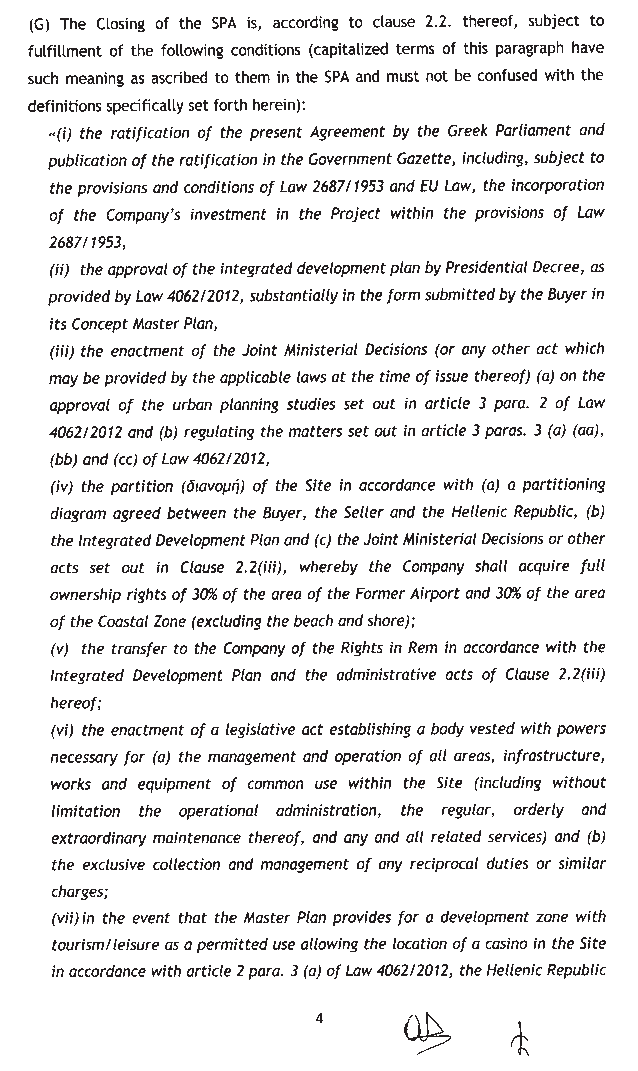 (G) The Closing of the SPA is, according to clause 2.2. thereof, subject to
fulfillment of the following conditions (capitalized terms of this paragraph have
such meaning as ascribed to them in the SPA and must not be confused with the
definitions specifically set forth herein):
«(i) the ratification of the present Agreement by the Greek Parliament and
publication of the ratification in the Government Gazette, including, subject to
the provisions and conditions of Law 2687/1953 and EU Law, the incorporation
of the Company's investment in the Project within the provisions of Law
2687/1953,
(ii) the approval of the integrated development plan by Presidential Decree, as
provided by Law 4062/2012, substantially in the form submitted by the Buyer in
its Concept Master Plan,
(iii) the enactment of the Joint Ministerial Decisions (or any other act which
may be provided by the applicable laws at the time of issue thereof) (a) on the
approval of the urban planning studies set out in article 3 para. 2 of Law
4062/2012 and (b) regulating the matters set out in article 3 paras. 3 (a) (aa),
(bb) and (cc) of Law 4062/2012,
(iv) the partition (διανομή) of the Site in accordance with (a) a partitioning
diagram agreed between the Buyer, the Seller and the Hellenic Republic, (b)
the Integrated Development Plan and (c) the Joint Ministerial Decisions or other
acts set out in Clause 2.2(iii), whereby the Company shall acquire full
ownership rights of 30% of the area of the Former Airport and 30% of the area
of the Coastal Zone (excluding the beach and shore);
(v) the transfer to the Company of the Rights in Rem in accordance with the
Integrated Development Plan and the administrative acts of Clause 2.2(iii)
hereof;
(vi) the enactment of a legislative act establishing a body vested with powers
necessary for (a) the management and operation of all areas, infrastructure,
works and equipment of common use within the Site (including without
limitation the operational administration, the regular, orderly and
extraordinary maintenance thereof, and any and all related services) and (b)
the exclusive collection and management of any reciprocal duties or similar
charges;
(vii) in the event that the Master Plan provides for a development zone with
tourism/leisure as a permitted use allowing the location of a casino in the Site
in accordance with article 2 para. 3 (a) of Law 4062/2012, the Hellenic Republic
4